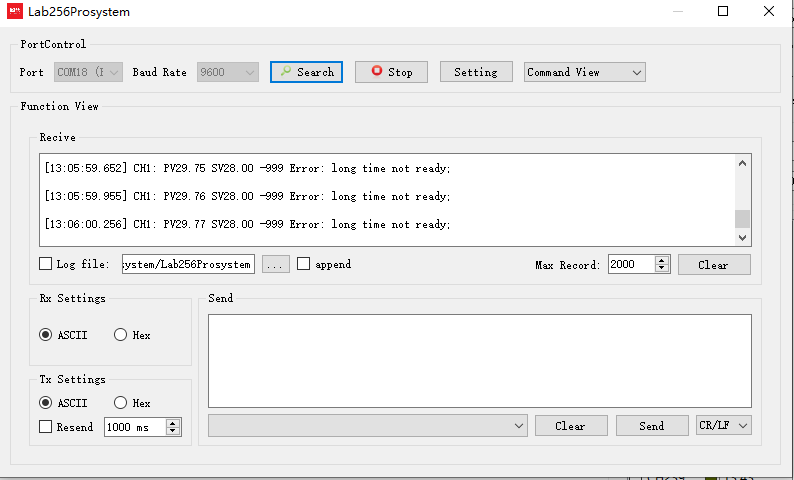 Lab256Prosystem
PortControl
Port COM18 (I Baud Rate 9600 Search Stop Setting Command View
Function View
Recive
[13:05:59.652] CH1: PV29.75 SV28.00 -999 Error: long time not ready;
[13:05:59.955] CH1: PV29.76 SV28.00 -999 Error: long time not ready;
[13:06:00.256] CH1: PV29.77 SV28.00 -999 Error: long time not ready;
Log file: system/Lab256Prosystem ... append Max Record: 2000 Clear
Rx Settings
ASCII Hex
Tx Settings
ASCII Hex
Resend 1000 ms
Send
Clear Send CR/LF